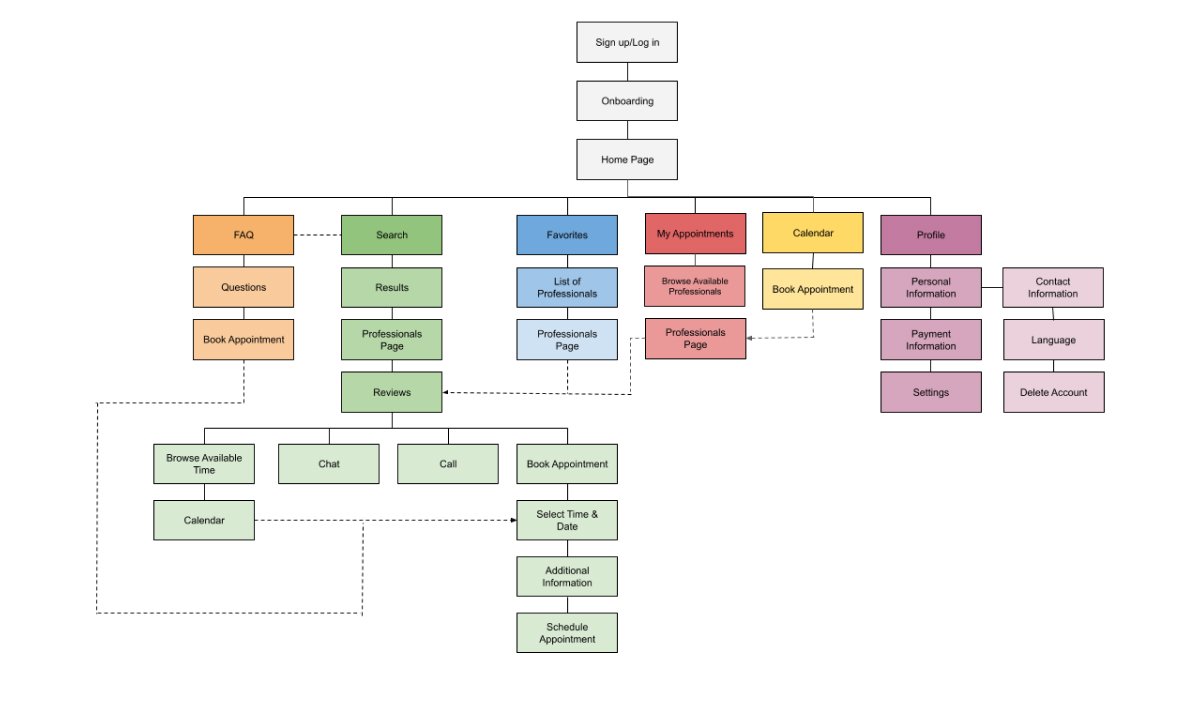 Sign up/Log in
Onboarding
Home Page
FAQ
Search
Favorites
My Appointments
Calendar
Profile
Questions
Results
List of
Professionals
Browse Available
Professionals
Book Appointment
Personal
Information
Contact
Information
Book Appointment
Professionals
Page
Professionals
Page
Professionals
Page
Payment
Information
Language
Reviews
Settings
Delete Account
Browse Available
Time
Chat
Call
Book Appointment
Calendar
Select Time &
Date
Additional
Information
Schedule
Appointment